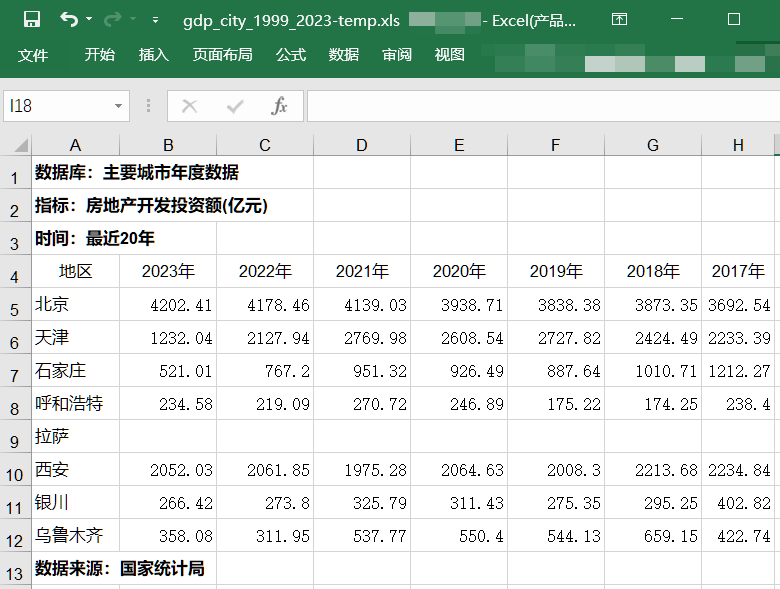 gdp_city_1999_2023-temp.xls - Excel(产品...
文件 开始 插入 页面布局 公式 数据 审阅 视图
I18 fx
A B C D E F G H
1 数据库：主要城市年度数据
2 指标：房地产开发投资额(亿元)
3 时间：最近20年
4 地区 2023年 2022年 2021年 2020年 2019年 2018年 2017年
5 北京 4202.41 4178.46 4139.03 3938.71 3838.38 3873.35 3692.54
6 天津 1232.04 2127.94 2769.98 2608.54 2727.82 2424.49 2233.39
7 石家庄 521.01 767.2 951.32 926.49 887.64 1010.71 1212.27
8 呼和浩特 234.58 219.09 270.72 246.89 175.22 174.25 238.4
9 拉萨
10 西安 2052.03 2061.85 1975.28 2064.63 2008.3 2213.68 2234.84
11 银川 266.42 273.8 325.79 311.43 275.35 295.25 402.82
12 乌鲁木齐 358.08 311.95 537.77 550.4 544.13 659.15 422.74
13 数据来源：国家统计局